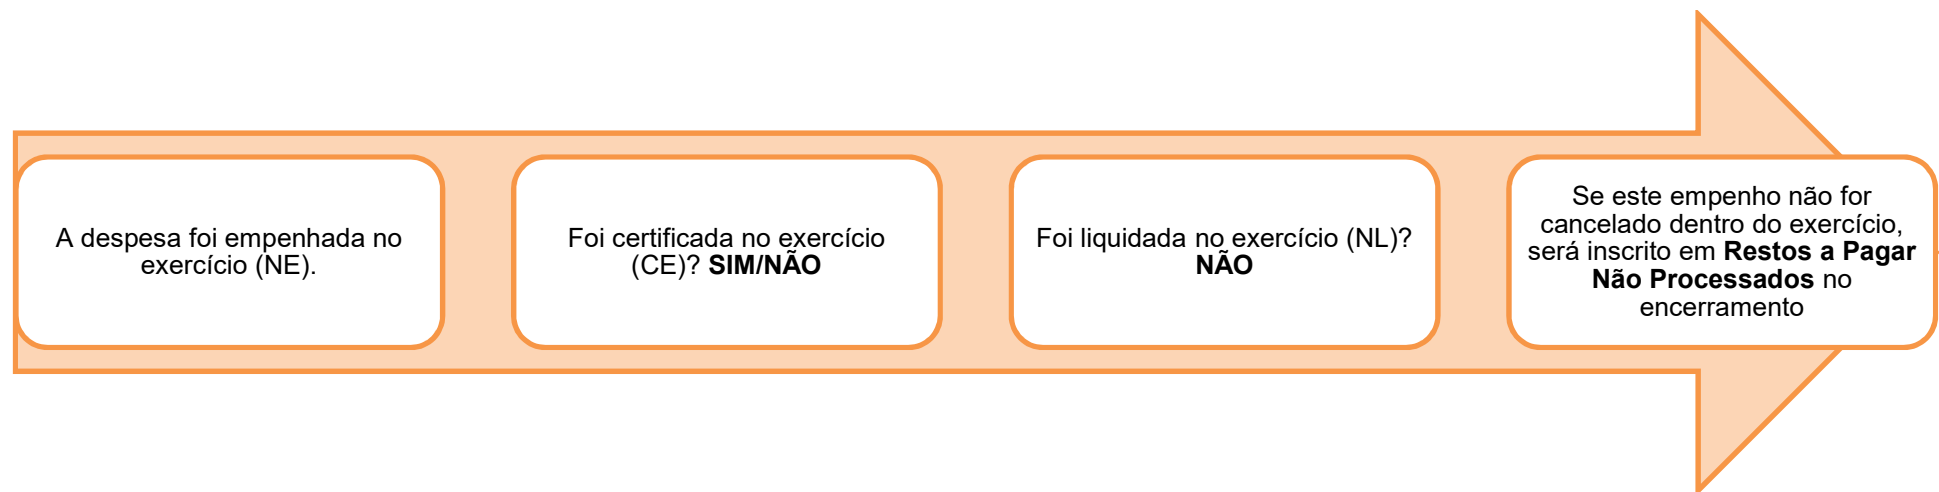 A despesa foi empenhada no
exercício (NE).
Foi certificada no exercício
(CE)? SIM/NÃO
Foi liquidada no exercício (NL)?
NÃO
Se este empenho não for
cancelado dentro do exercício,
será inscrito em Restos a Pagar
Não Processados no
encerramento